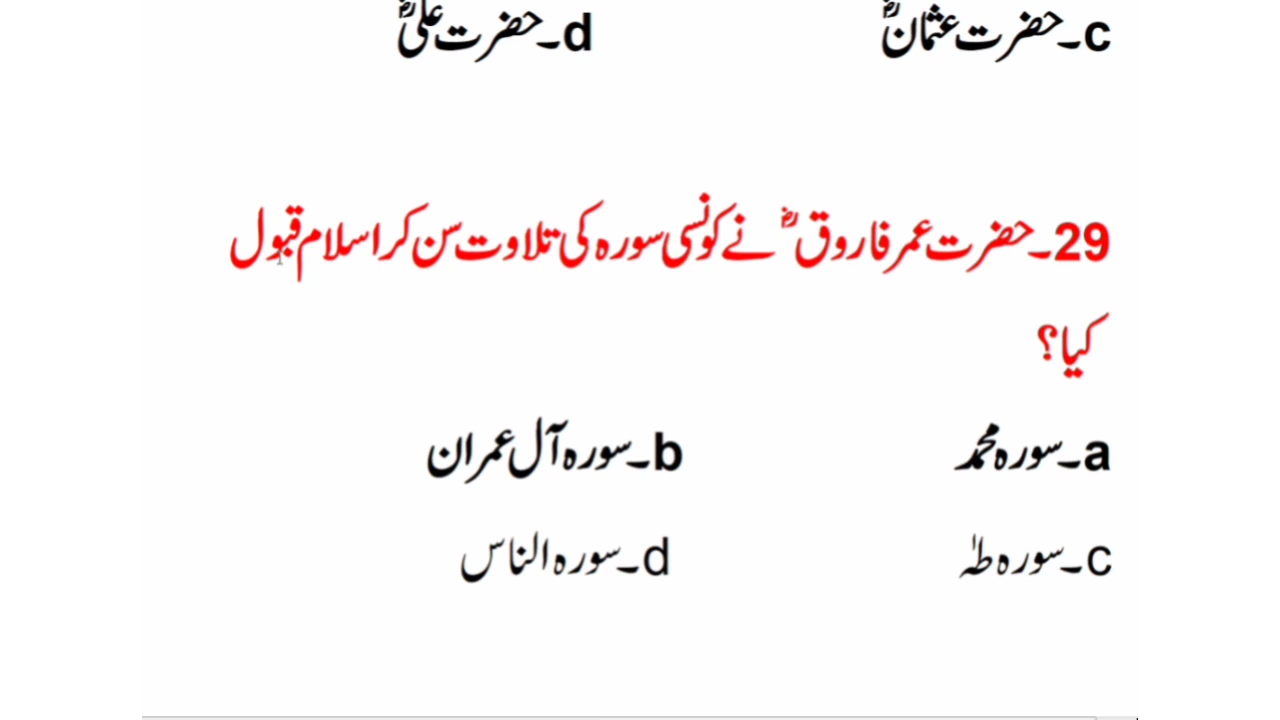 c۔حضرت عثمانؓ d۔حضرت علیؓ
29۔حضرت عمر فاروقؓ نے کونسی سورہ کی تلاوت سن کر اسلام قبول
کیا؟
a۔سورہ محمد b۔سورہ آل عمران
c۔سورہ طہٰ d۔سورہ الناس